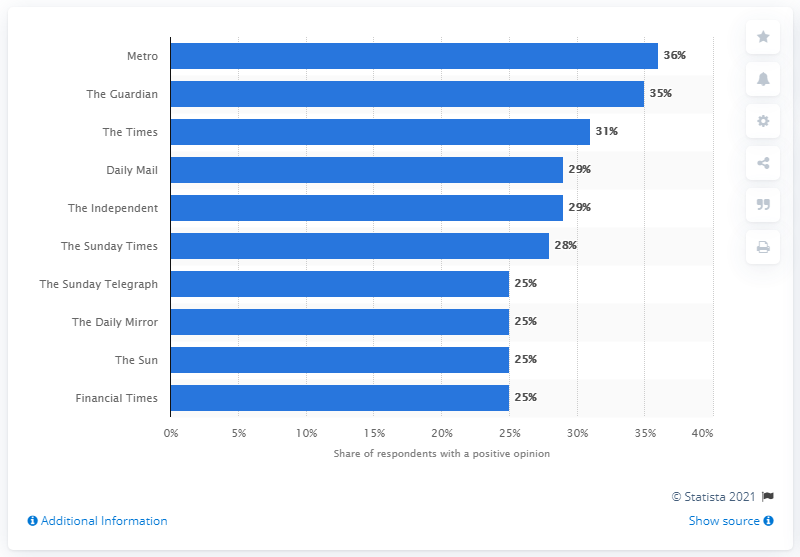 Metro 36%
The Guardian 35%
The Times 31%
Daily Mail 29%
The Independent 29%
The Sunday Times 28%
The Sunday Telegraph 25%
The Daily Mirror 25%
The Sun 25%
Financial Times 25%
0% 5% 10% 15% 20% 25% 30% 35% 40%
Share of respondents with a positive opinion
© Statista 2021
Additional Information Show source